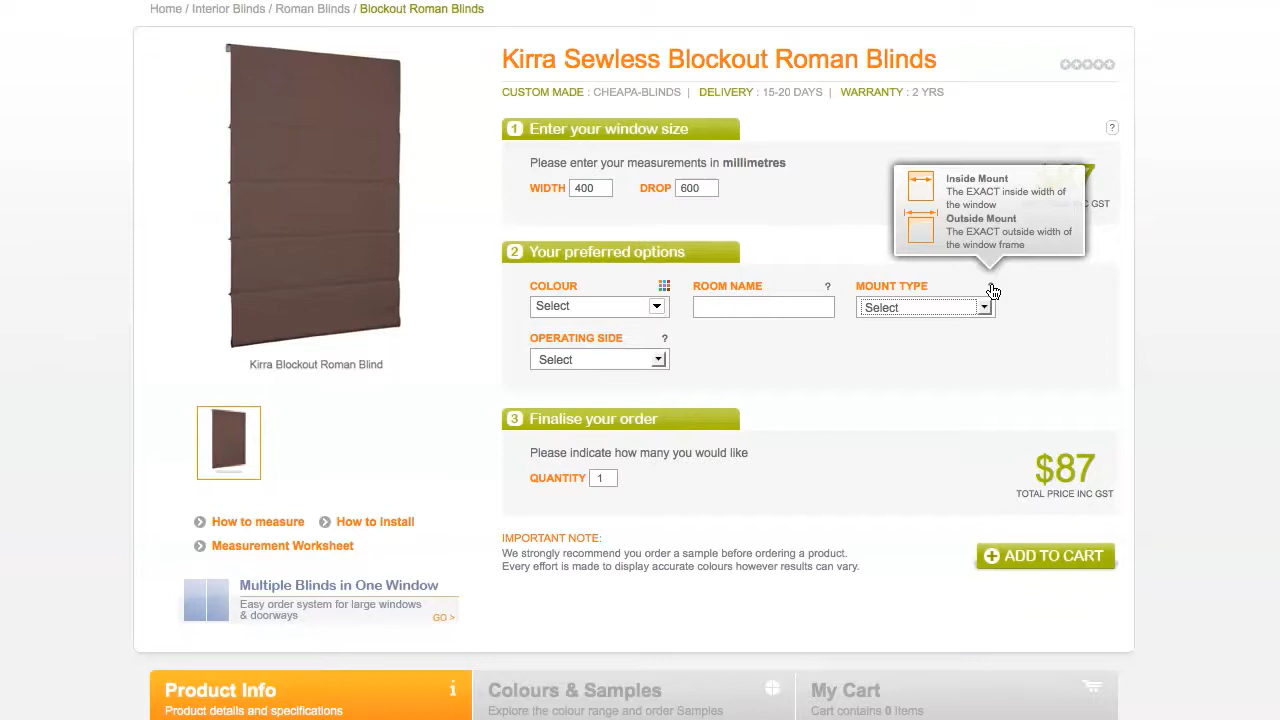 Home / Interior Blinds / Roman Blinds / Blockout Roman Blinds
Kirra Sewless Blockout Roman Blinds
CUSTOM MADE : CHEAPA-BLINDS | DELIVERY : 15-20 DAYS | WARRANTY : 2 YRS
1 Enter your window size
?
Please enter your measurements in millimetres
WIDTH 400 DROP 600
Inside Mount
The EXACT inside width of
the window
Outside Mount
The EXACT outside width of
the window frame
GST
2 Your preferred options
COLOUR
Select
ROOM NAME ?
MOUNT TYPE
Select
OPERATING SIDE ?
Select
Kirra Blockout Roman Blind
3 Finalise your order
Please indicate how many you would like
QUANTITY 1
$87
TOTAL PRICE INC GST
How to measure
How to install
Measurement Worksheet
IMPORTANT NOTE:
We strongly recommend you order a sample before ordering a product.
Every effort is made to display accurate colours however results can vary.
ADD TO CART
Multiple Blinds in One Window
Easy order system for large windows
& doorways
GO >
Product Info
Product details and specifications
Colours & Samples
Explore the colour range and order Samples
My Cart
Cart contains 0 Items